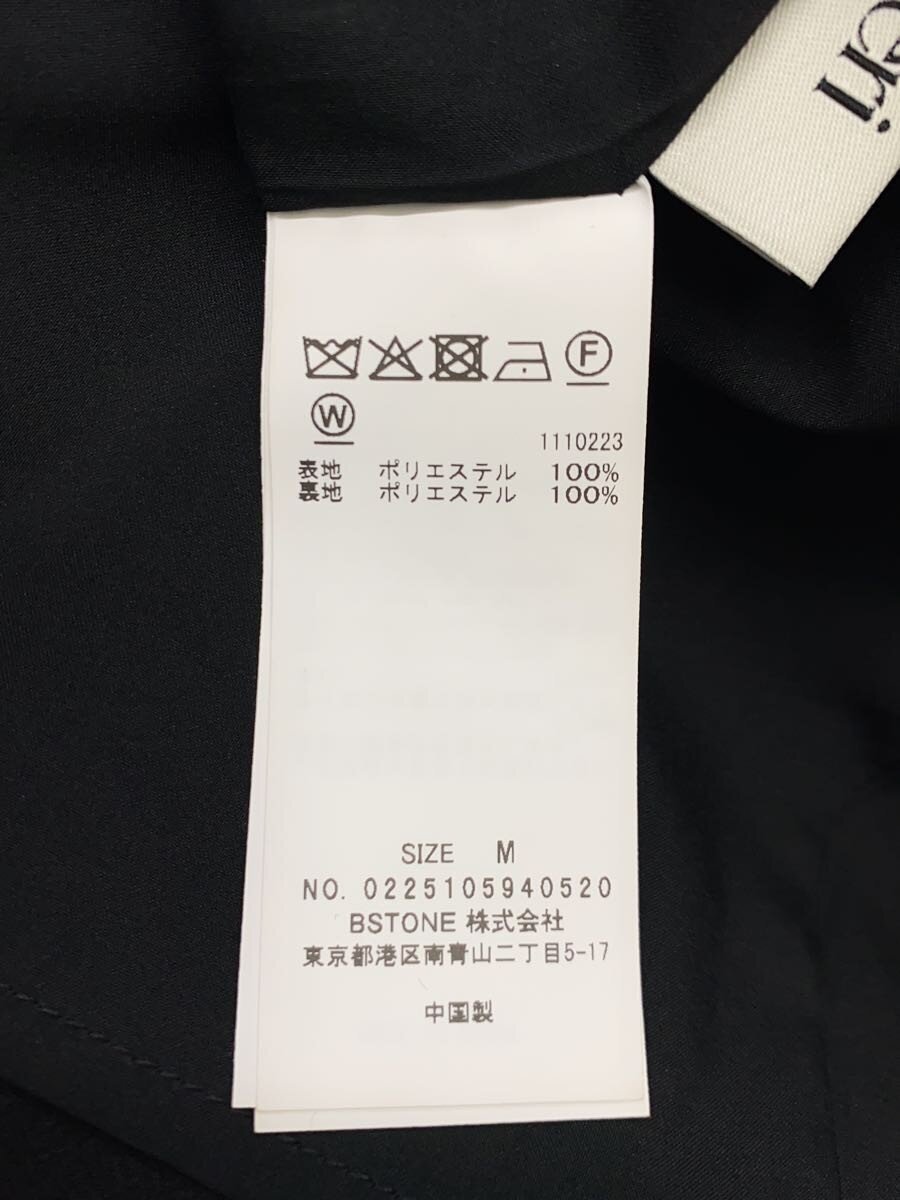 eri
F
W
1110223
表地 ポリエステル 100%
裏地 ポリエステル 100%
SIZE M
NO. 0225105940520
BSTONE 株式会社
東京都港区南青山二丁目5-17
中国製